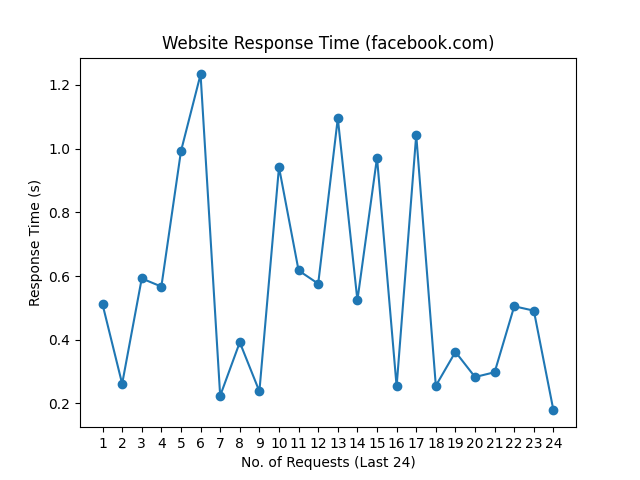 Website Response Time (facebook.com)
Response Time (s)
1.2
1.0
0.8
0.6
0.4
0.2
1 2 3 4 5 6 7 8 9 10 11 12 13 14 15 16 17 18 19 20 21 22 23 24
No. of Requests (Last 24)